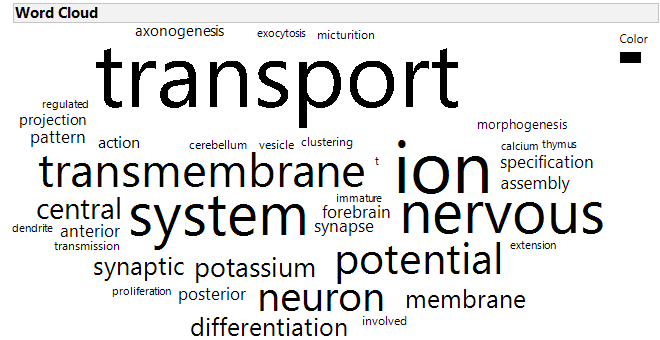 Word Cloud
axonogenesis exocytosis micturition
Color
transport
regulated
projection
pattern action
morphogenesis
cerebellum vesicle clustering
calcium thymus
transmembrane t ion specification
assembly
central system immature nervous
forebrain
dendrite anterior synapse
transmission extension
synaptic potassium potential
proliferation posterior neuron membrane
differentiation involved